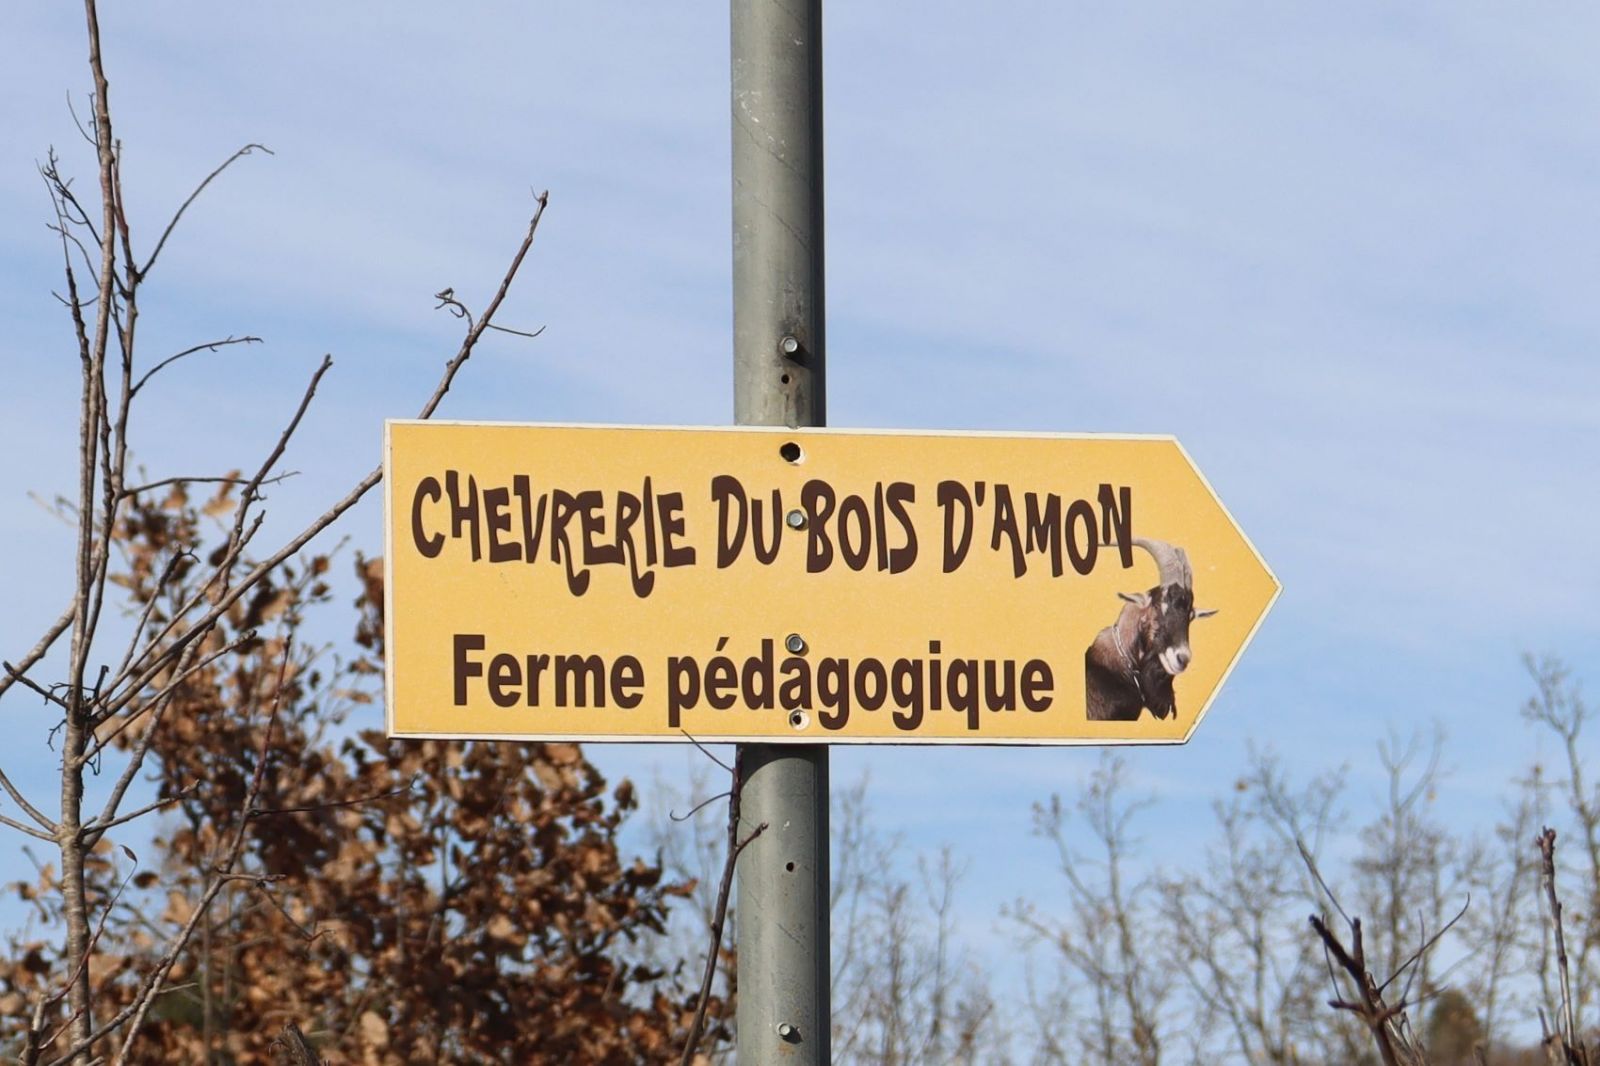 CHEVRERIE DU BOIS D'AMON
Ferme pédagogique